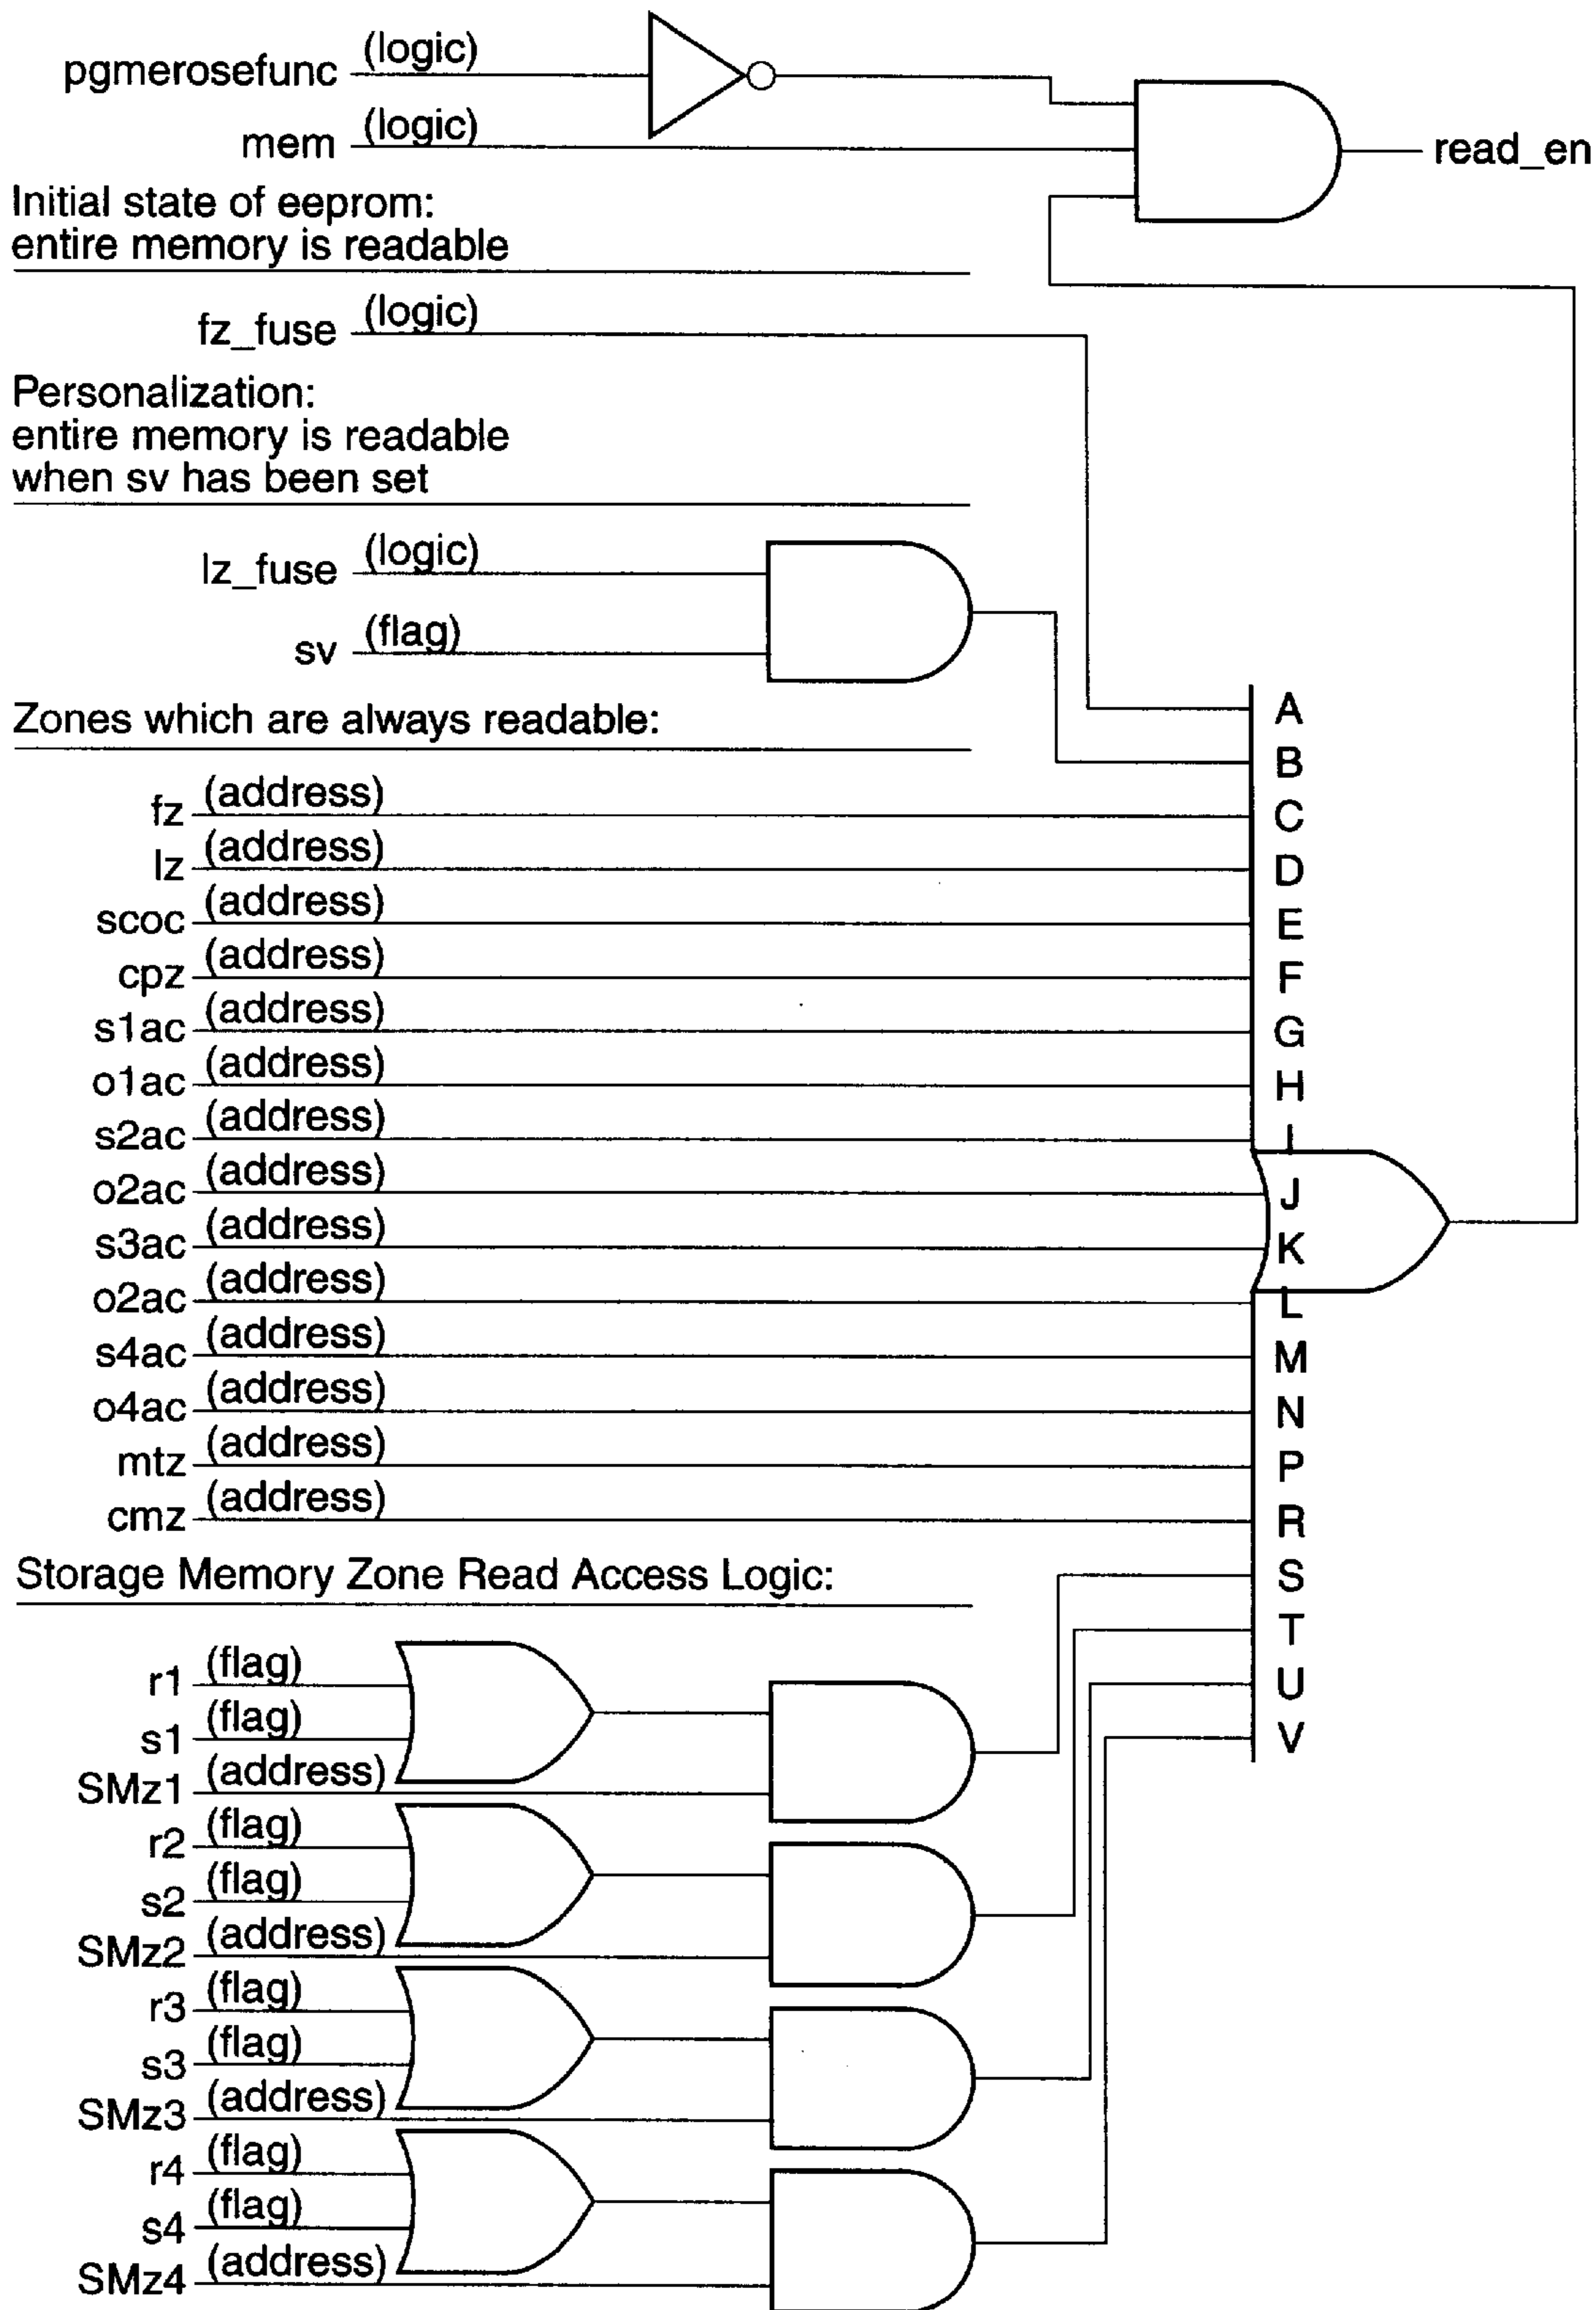 pgmerosefunc (logic)
mem (logic)
read_en
Initial state of eeprom:
entire memory is readable
fz_fuse (logic)
Personalization:
entire memory is readable
when sv has been set
lz_fuse (logic)
sv (flag)
A
Zones which are always readable:
B
fz (address) C
lz (address) D
scoc (address) E
cpz (address) F
s1ac (address) G
o1ac (address) H
s2ac (address) I
o2ac (address) J
s3ac (address) K
o2ac (address) L
s4ac (address) M
o4ac (address) N
mtz (address) P
cmz (address) R
Storage Memory Zone Read Access Logic:
S
T
r1 (flag)
U
s1 (flag)
V
SMz1 (address)
r2 (flag)
s2 (flag)
SMz2 (address)
r3 (flag)
s3 (flag)
SMz3 (address)
r4 (flag)
s4 (flag)
SMz4 (address)